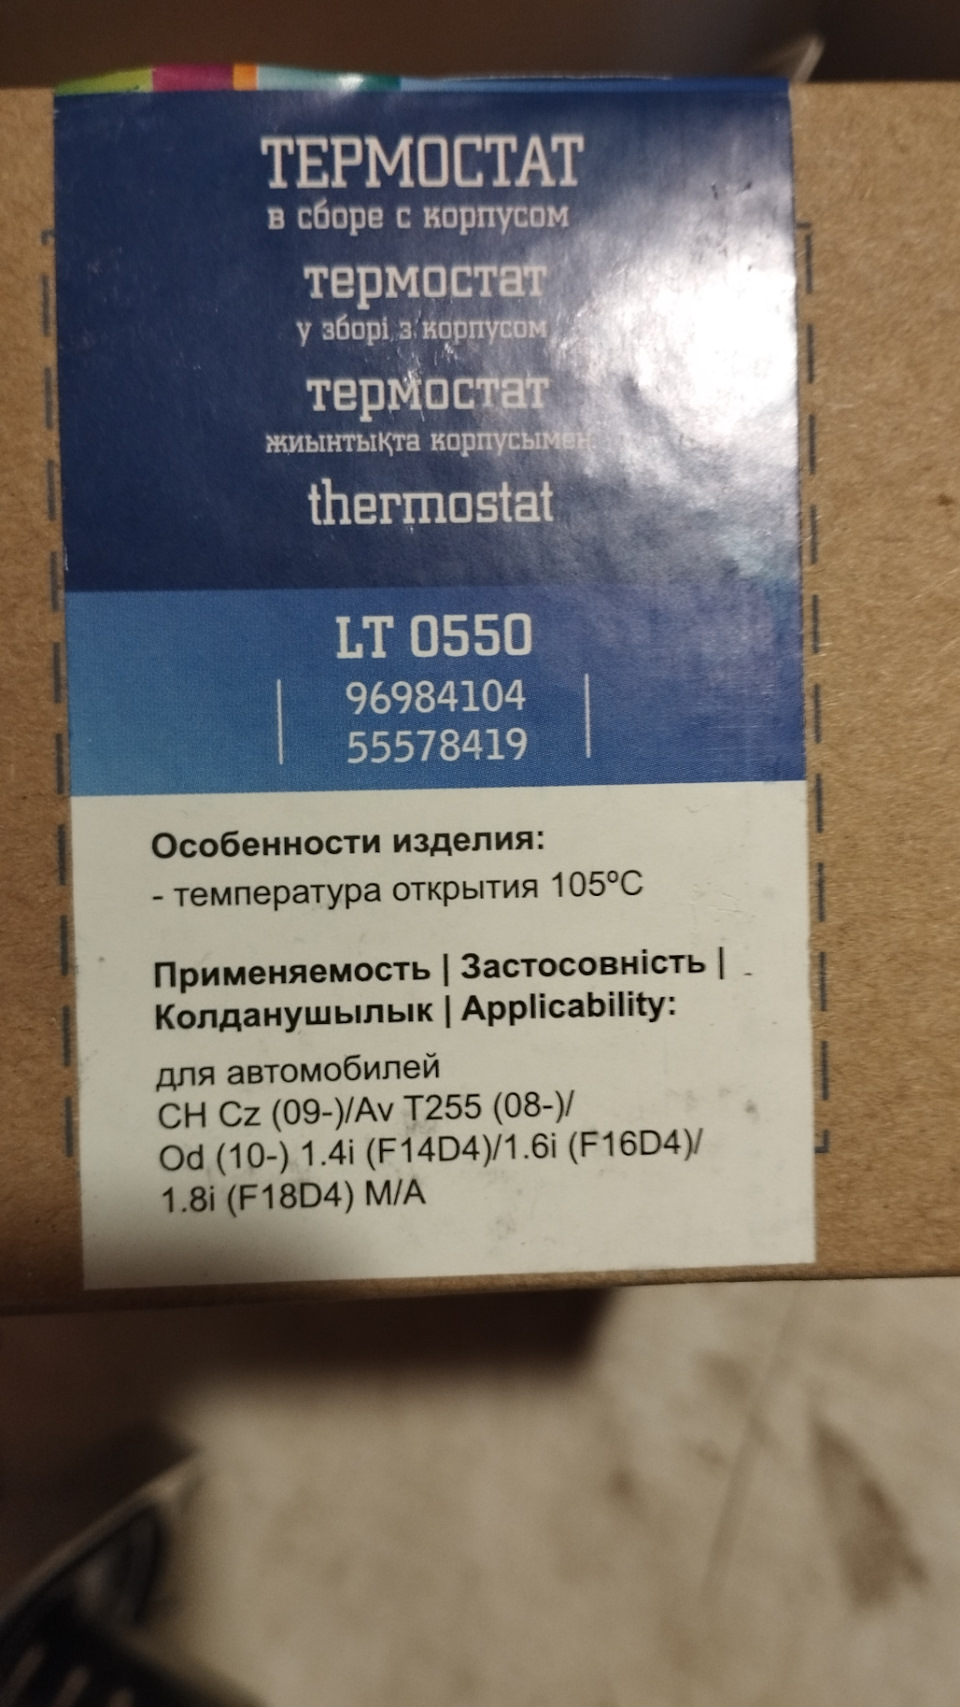 ТЕРМОСТАТ
в сборе с корпусом
термостат
у зборі з корпусом
термостат
жиынтықта корпусымен
thermostat
LT 0550
96984104
55578419
Особенности изделия:
- температура открытия 105ºС
Применяемость | Застосовність |
Колданушылык | Applicability:
для автомобилей
CH Cz (09-)/Av T255 (08-)/
Od (10-) 1.4i (F14D4)/1.6i (F16D4)/
1.8i (F18D4) M/A